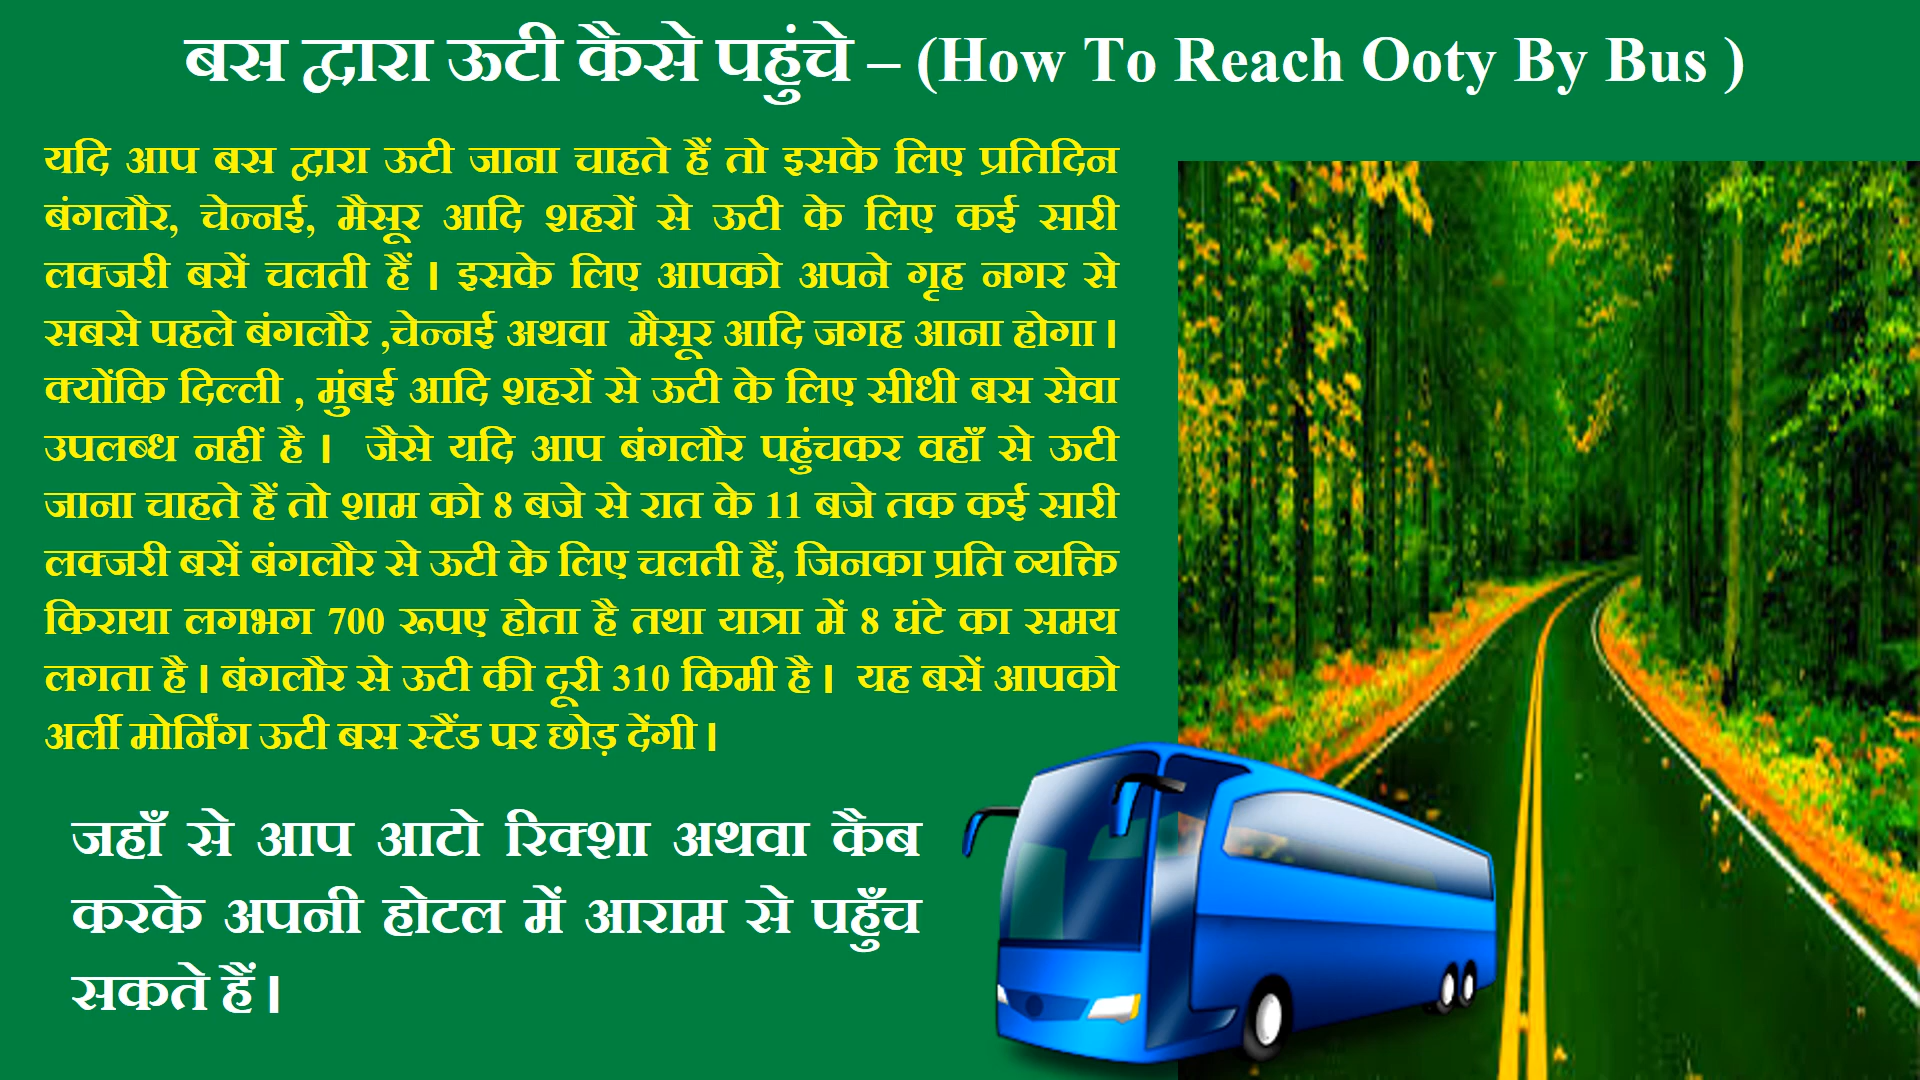 बस द्वारा ऊटी कैसे पहुंचे – (How To Reach Ooty By Bus )
यदि आप बस द्वारा ऊटी जाना चाहते हैं तो इसके लिए प्रतिदिन
बंगलौर, चेन्नई, मैसूर आदि शहरों से ऊटी के लिए कई सारी
लक्जरी बसें चलती हैं । इसके लिए आपको अपने गृह नगर से
सबसे पहले बंगलौर ,चेन्नई अथवा मैसूर आदि जगह आना होगा ।
क्योंकि दिल्ली , मुंबई आदि शहरों से ऊटी के लिए सीधी बस सेवा
उपलब्ध नहीं है । जैसे यदि आप बंगलौर पहुंचकर वहाँ से ऊटी
जाना चाहते हैं तो शाम को 8 बजे से रात के 11 बजे तक कई सारी
लक्जरी बसें बंगलौर से ऊटी के लिए चलती हैं, जिनका प्रति व्यक्ति
किराया लगभग 700 रूपए होता है तथा यात्रा में 8 घंटे का समय
लगता है । बंगलौर से ऊटी की दूरी 310 किमी है । यह बसें आपको
अर्ली मोर्निंग ऊटी बस स्टैंड पर छोड़ देंगी ।
जहाँ से आप आटो रिक्शा अथवा कैब
करके अपनी होटल में आराम से पहुँच
सकते हैं ।